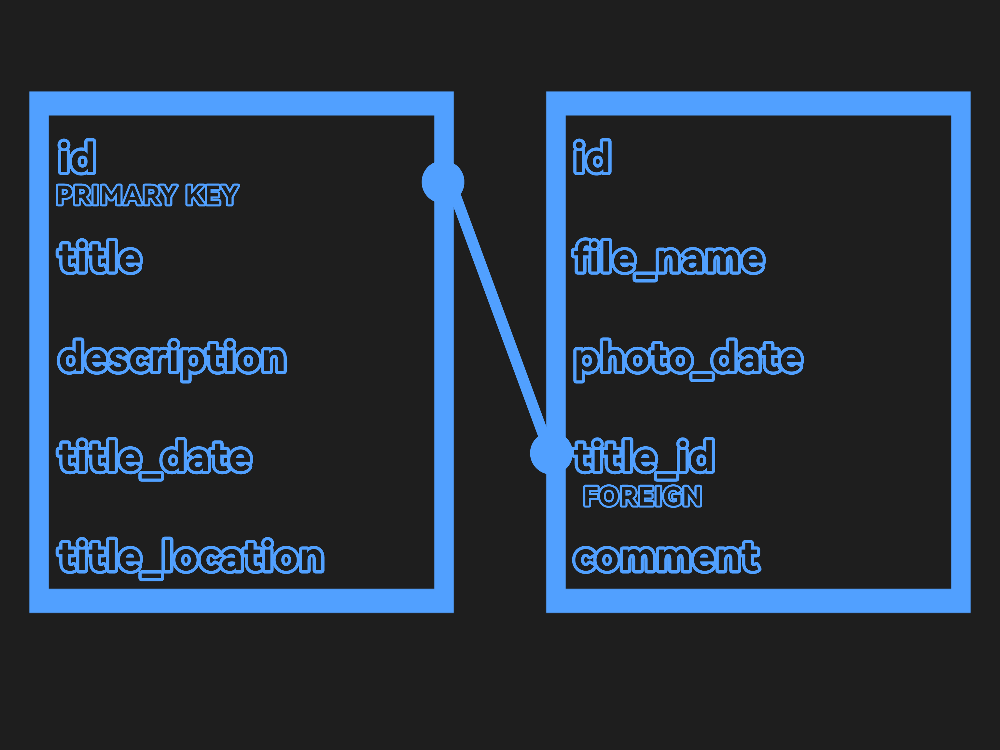 id
PRIMARY KEY
title
description
title_date
title_location
id
file_name
photo_date
title_id
FOREIGN
comment